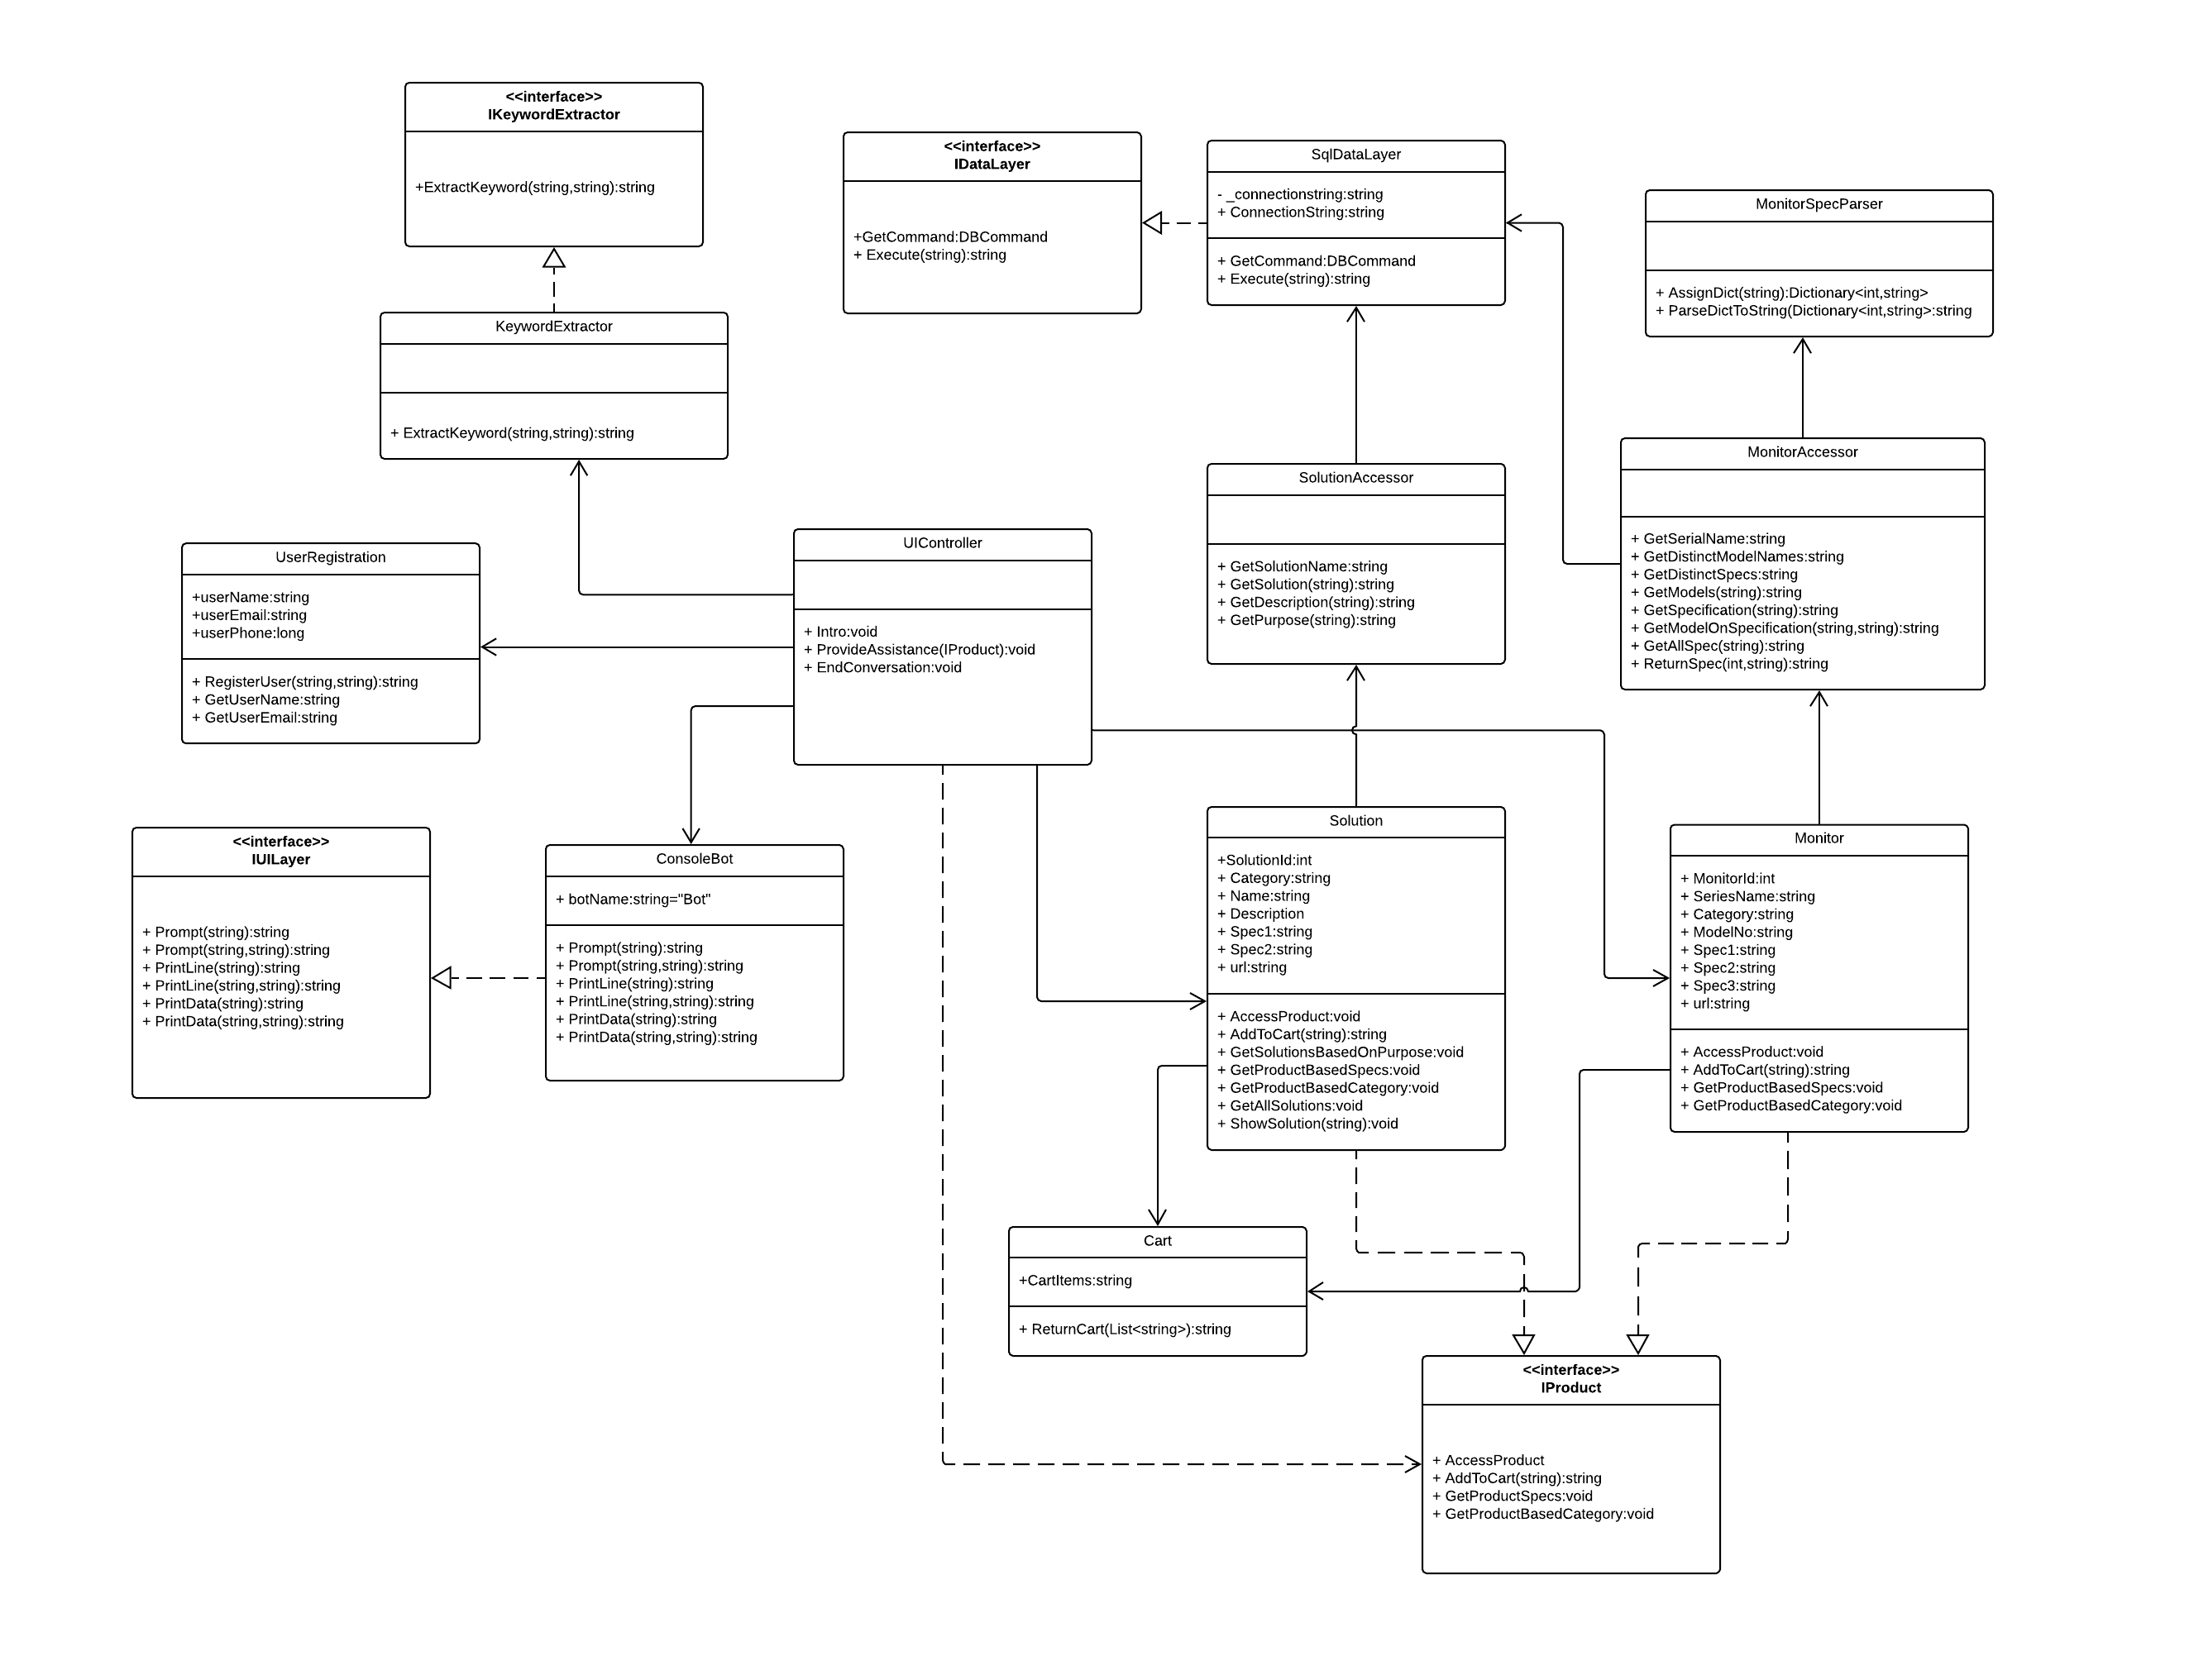 <<interface>>
IKeywordExtractor
+ExtractKeyword(string,string):string
<<interface>>
IDataLayer
+GetCommand:DBCommand
+ Execute(string):string
SqlDataLayer
- _connectionstring:string
+ ConnectionString:string
+ GetCommand:DBCommand
+ Execute(string):string
MonitorSpecParser
+ AssignDict(string):Dictionary<int,string>
+ ParseDictToString(Dictionary<int,string>:string
KeywordExtractor
+ ExtractKeyword(string,string):string
SolutionAccessor
+ GetSolutionName:string
+ GetSolution(string):string
+ GetDescription(string):string
+ GetPurpose(string):string
MonitorAccessor
+ GetSerialName:string
+ GetDistinctModelNames:string
+ GetDistinctSpecs:string
+ GetModels(string):string
+ GetSpecification(string):string
+ GetModelOnSpecification(string,string):string
+ GetAllSpec(string):string
+ ReturnSpec(int,string):string
UserRegistration
+userName:string
+userEmail:string
+userPhone:long
+ RegisterUser(string,string):string
+ GetUserName:string
+ GetUserEmail:string
UIController
+ Intro:void
+ ProvideAssistance(IProduct):void
+ EndConversation:void
<<interface>>
IUILayer
+ Prompt(string):string
+ Prompt(string,string):string
+ PrintLine(string):string
+ PrintLine(string,string):string
+ PrintData(string):string
+ PrintData(string,string):string
ConsoleBot
+ botName:string="Bot"
+ Prompt(string):string
+ Prompt(string,string):string
+ PrintLine(string):string
+ PrintLine(string,string):string
+ PrintData(string):string
+ PrintData(string,string):string
Solution
+SolutionId:int
+ Category:string
+ Name:string
+ Description
+ Spec1:string
+ Spec2:string
+ url:string
+ AccessProduct:void
+ AddToCart(string):string
+ GetSolutionsBasedOnPurpose:void
+ GetProductBasedSpecs:void
+ GetProductBasedCategory:void
+ GetAllSolutions:void
+ ShowSolution(string):void
Monitor
+ MonitorId:int
+ SeriesName:string
+ Category:string
+ ModelNo:string
+ Spec1:string
+ Spec2:string
+ Spec3:string
+ url:string
+ AccessProduct:void
+ AddToCart(string):string
+ GetProductBasedSpecs:void
+ GetProductBasedCategory:void
Cart
+CartItems:string
+ ReturnCart(List<string>):string
<<interface>>
IProduct
+ AccessProduct
+ AddToCart(string):string
+ GetProductSpecs:void
+ GetProductBasedCategory:void